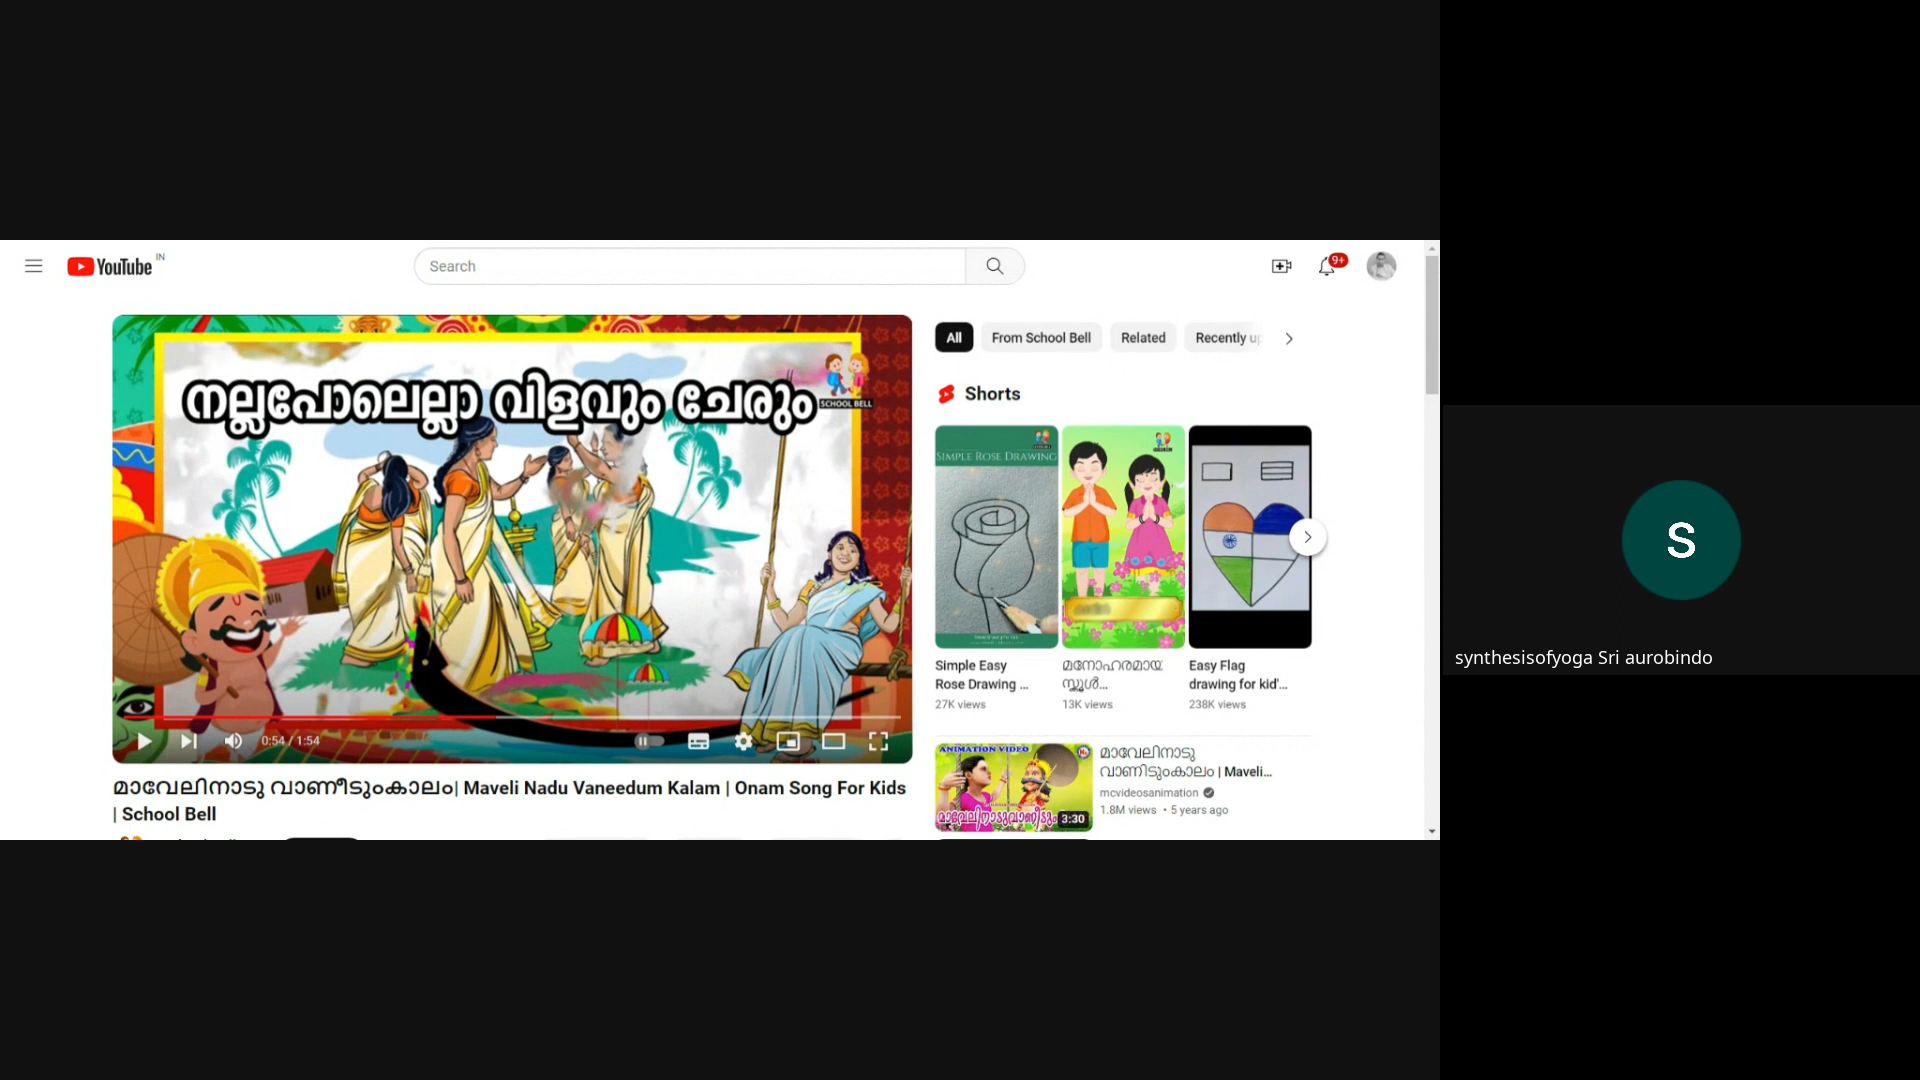 YouTube IN
Search
9+
നല്ലപോലെല്ലാ വിളവും ചേരും
SCHOOL BELL
0:54 / 1:54
മാവേലിനാടു വാണീടുംകാലം| Maveli Nadu Vaneedum Kalam | Onam Song For Kids
| School Bell
All
From School Bell
Related
Recently
Shorts
SIMPLE ROSE DRAWING
Simple Easy
Rose Drawing ...
27K views
മനോഹരമായ
സ്കൂൾ...
13K views
Easy Flag
drawing for kid'...
238K views
ANIMATION VIDEO
മാവേലിനാടുവാണീടും
3:30
മാവേലിനാടു
വാണിടുംകാലം | Maveli...
mcvideosanimation
1.8M views • 5 years ago
S
synthesisofyoga Sri aurobindo